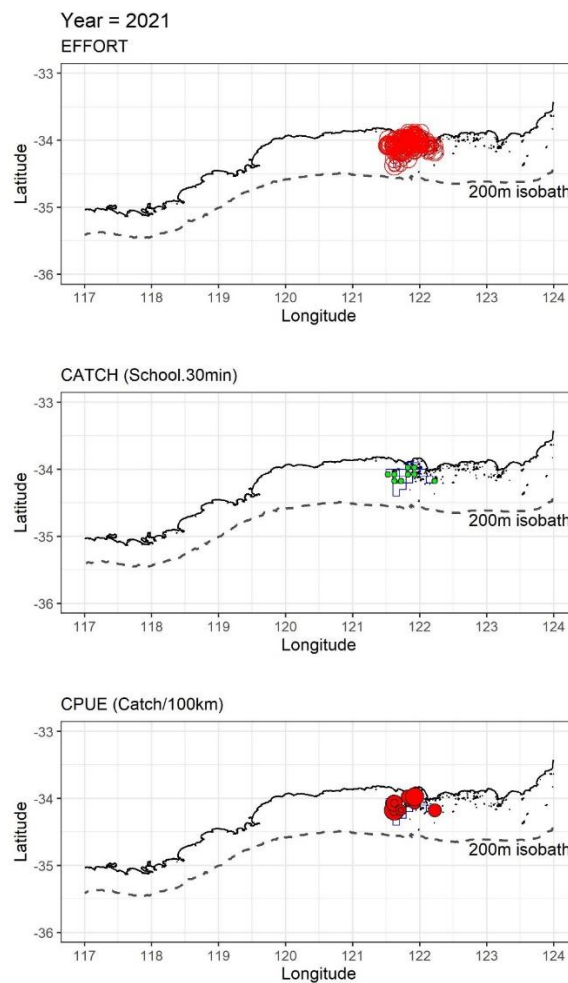 Year = 2021
EFFORT
-33
-34
-35
-36
Latitude
200m isobath
117 118 119 120 121 122 123 124
Longitude
CATCH (School.30min)
-33
-34
-35
-36
Latitude
200m isobath
117 118 119 120 121 122 123 124
Longitude
CPUE (Catch/100km)
-33
-34
-35
-36
Latitude
200m isobath
117 118 119 120 121 122 123 124
Longitude